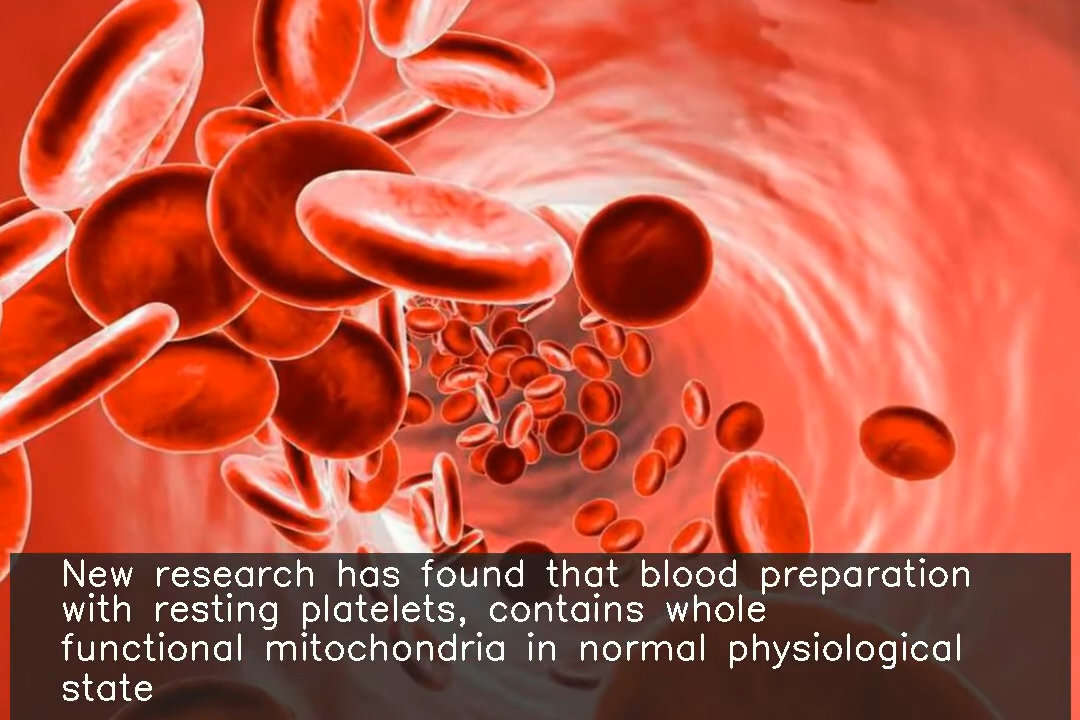 New research has found that blood preparation
with resting platelets, contains whole
functional mitochondria in normal physiological
state